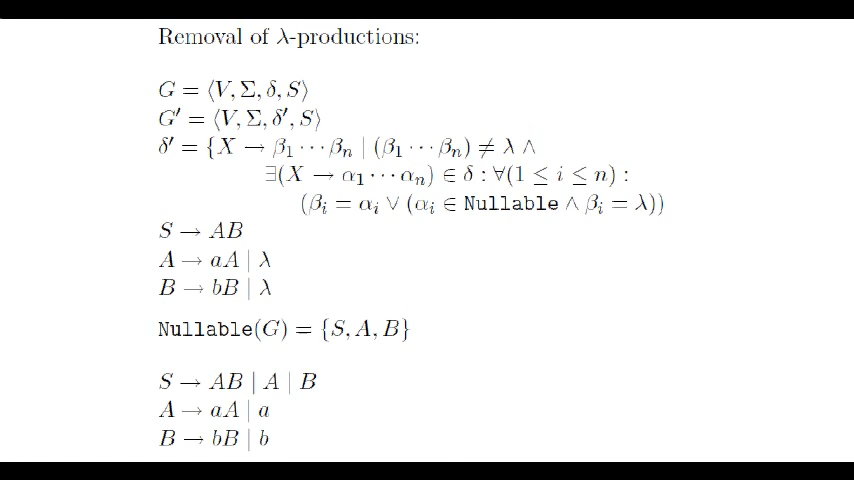 Removal of λ-productions:
G = ⟨V, Σ, δ, S⟩
G′ = ⟨V, Σ, δ′, S⟩
δ′ = {X → β₁ ⋯ βₙ | (β₁ ⋯ βₙ) ≠ λ ∧
∃(X → α₁ ⋯ αₙ) ∈ δ : ∀(1 ≤ i ≤ n) :
(βᵢ = αᵢ ∨ (αᵢ ∈ Nullable ∧ βᵢ = λ))
S → AB
A → aA | λ
B → bB | λ
Nullable(G) = {S, A, B}
S → AB | A | B
A → aA | a
B → bB | b